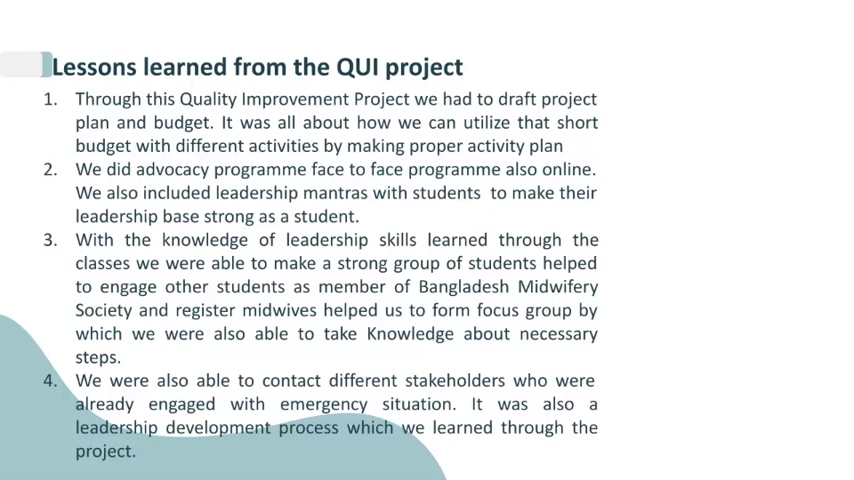 Lessons learned from the QUI project
1. Through this Quality Improvement Project we had to draft project
plan and budget. It was all about how we can utilize that short
budget with different activities by making proper activity plan
2. We did advocacy programme face to face programme also online.
We also included leadership mantras with students to make their
leadership base strong as a student.
3. With the knowledge of leadership skills learned through the
classes we were able to make a strong group of students helped
to engage other students as member of Bangladesh Midwifery
Society and register midwives helped us to form focus group by
which we were also able to take Knowledge about necessary
steps.
4. We were also able to contact different stakeholders who were
already engaged with emergency situation. It was also a
leadership development process which we learned through the
project.